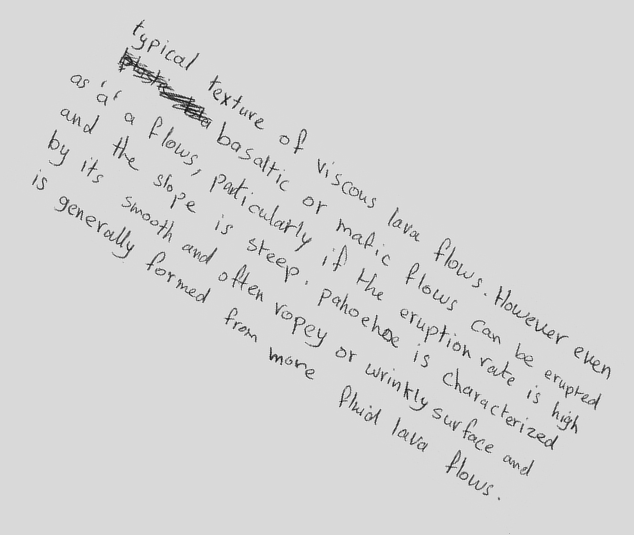 typical texture of viscous lava flows. However even
basaltic or mafic flows can be erupted
as 'a' a flows, particularly if the eruption rate is high
and the slope is steep. pahoehoe is characterized
by its smooth and often ropey or wrinkly surface and
is generally formed from more fluid lava flows.